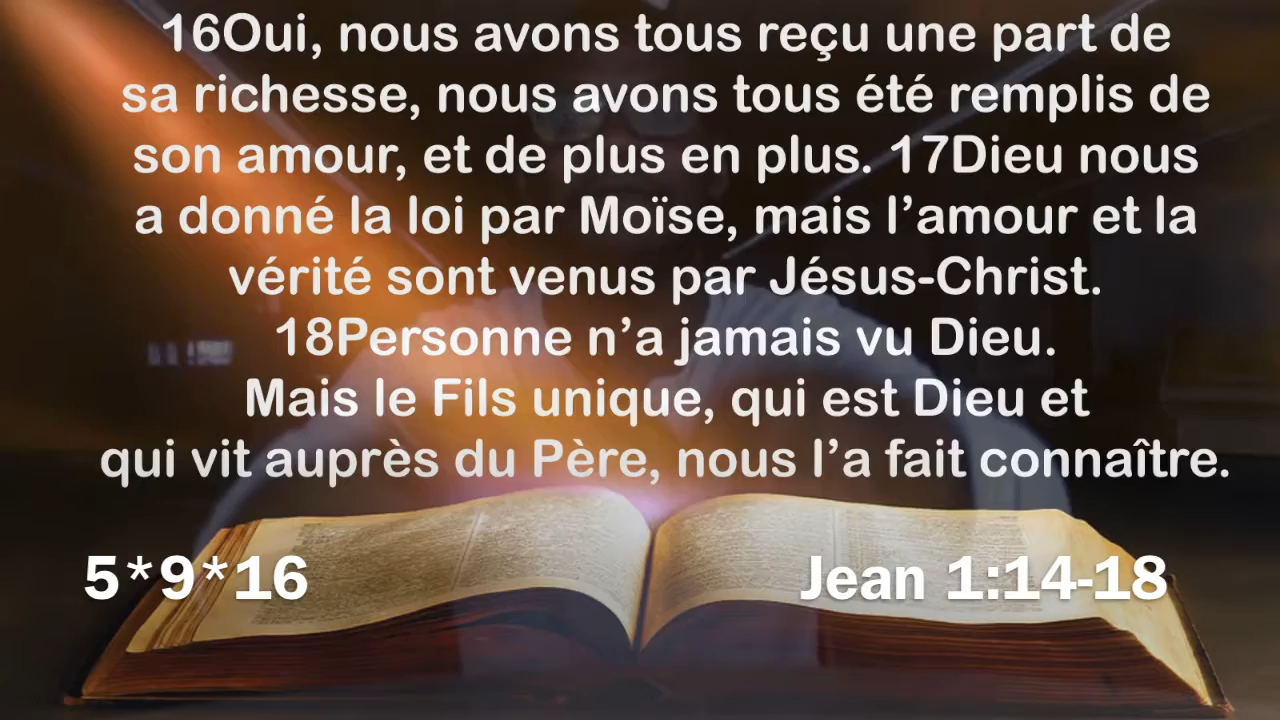 16Oui, nous avons tous reçu une part de
sa richesse, nous avons tous été remplis de
son amour, et de plus en plus. 17Dieu nous
a donné la loi par Moïse, mais l’amour et la
vérité sont venus par Jésus-Christ.
18Personne n’a jamais vu Dieu.
Mais le Fils unique, qui est Dieu et
qui vit auprès du Père, nous l’a fait connaître.
5*9*16
Jean 1:14-18